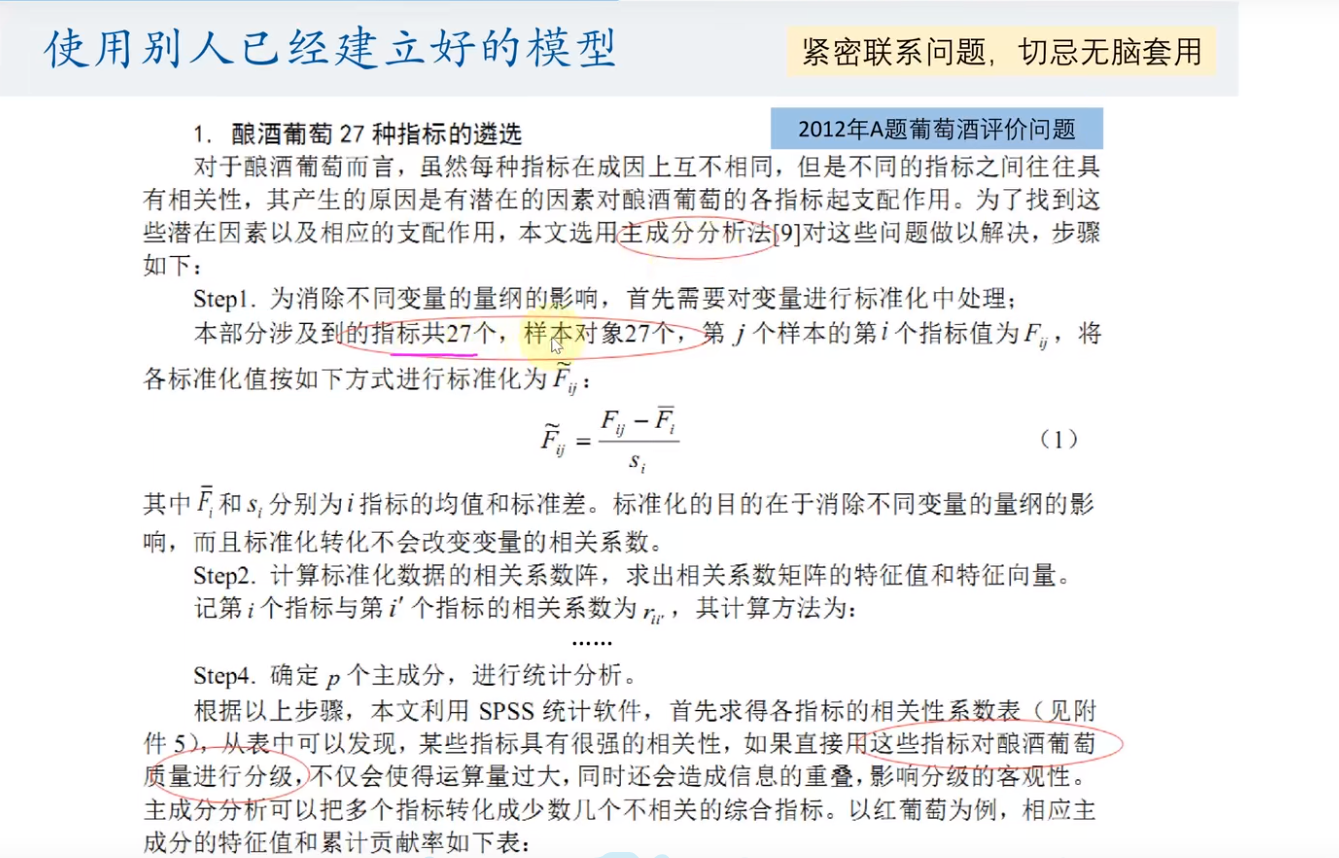 使用别人已经建立好的模型
紧密联系问题，切忌无脑套用
2012年A题葡萄酒评价问题
1．酿酒葡萄 27 种指标的遴选
对于酿酒葡萄而言，虽然每种指标在成因上互不相同，但是不同的指标之间往往具
有相关性，其产生的原因是有潜在的因素对酿酒葡萄的各指标起支配作用。为了找到这
些潜在因素以及相应的支配作用，本文选用主成分分析法[9]对这些问题做以解决，步骤
如下：
Step1. 为消除不同变量的量纲的影响，首先需要对变量进行标准化中处理；
本部分涉及到的指标共27个，样本对象27个，第 j 个样本的第 i 个指标值为 F_{ij}，将
各标准化值按如下方式进行标准化为 \tilde{F}_{ij}：
\tilde{F}_{ij} = \frac{F_{ij} - \bar{F}_i}{s_i} （1）
其中 \bar{F}_i 和 s_i 分别为 i 指标的均值和标准差。标准化的目的在于消除不同变量的量纲的影
响，而且标准化转化不会改变变量的相关系数。
Step2. 计算标准化数据的相关系数阵，求出相关系数矩阵的特征值和特征向量。
记第 i 个指标与第 i′ 个指标的相关系数为 r_{ii′}，其计算方法为：
……
Step4. 确定 p 个主成分，进行统计分析。
根据以上步骤，本文利用 SPSS 统计软件，首先求得各指标的相关性系数表（见附
件 5），从表中可以发现，某些指标具有很强的相关性，如果直接用这些指标对酿酒葡萄
质量进行分级，不仅会使得运算量过大，同时还会造成信息的重叠，影响分级的客观性。
主成分分析可以把多个指标转化成少数几个不相关的综合指标。以红葡萄为例，相应主
成分的特征值和累计贡献率如下表：